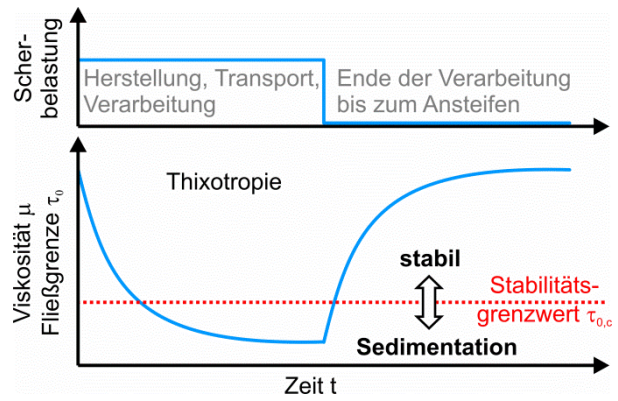 Scher-
belastung
Herstellung, Transport,
Verarbeitung
Ende der Verarbeitung
bis zum Ansteifen
Viskosität μ
Fließgrenze τ₀
Thixotropie
stabil
Stabilitäts-
grenzwert τ₀,c
Sedimentation
Zeit t